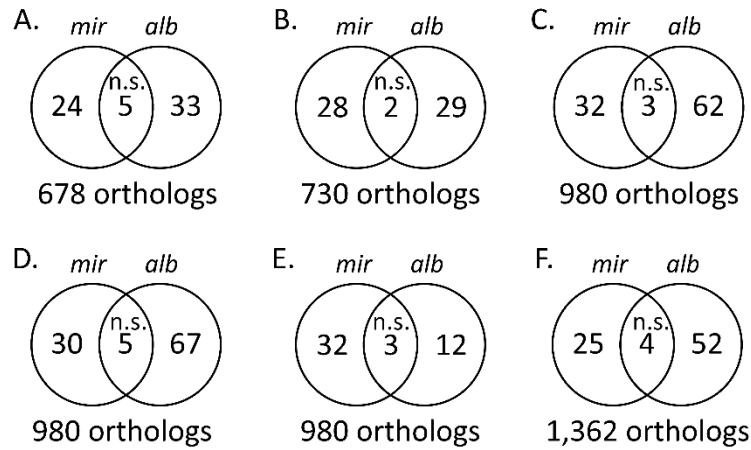 A. mir alb
n.s.
24 5 33
678 orthologs
B. mir alb
n.s.
28 2 29
730 orthologs
C. mir alb
n.s.
32 3 62
980 orthologs
D. mir alb
n.s.
30 5 67
980 orthologs
E. mir alb
n.s.
32 3 12
980 orthologs
F. mir alb
n.s.
25 4 52
1,362 orthologs